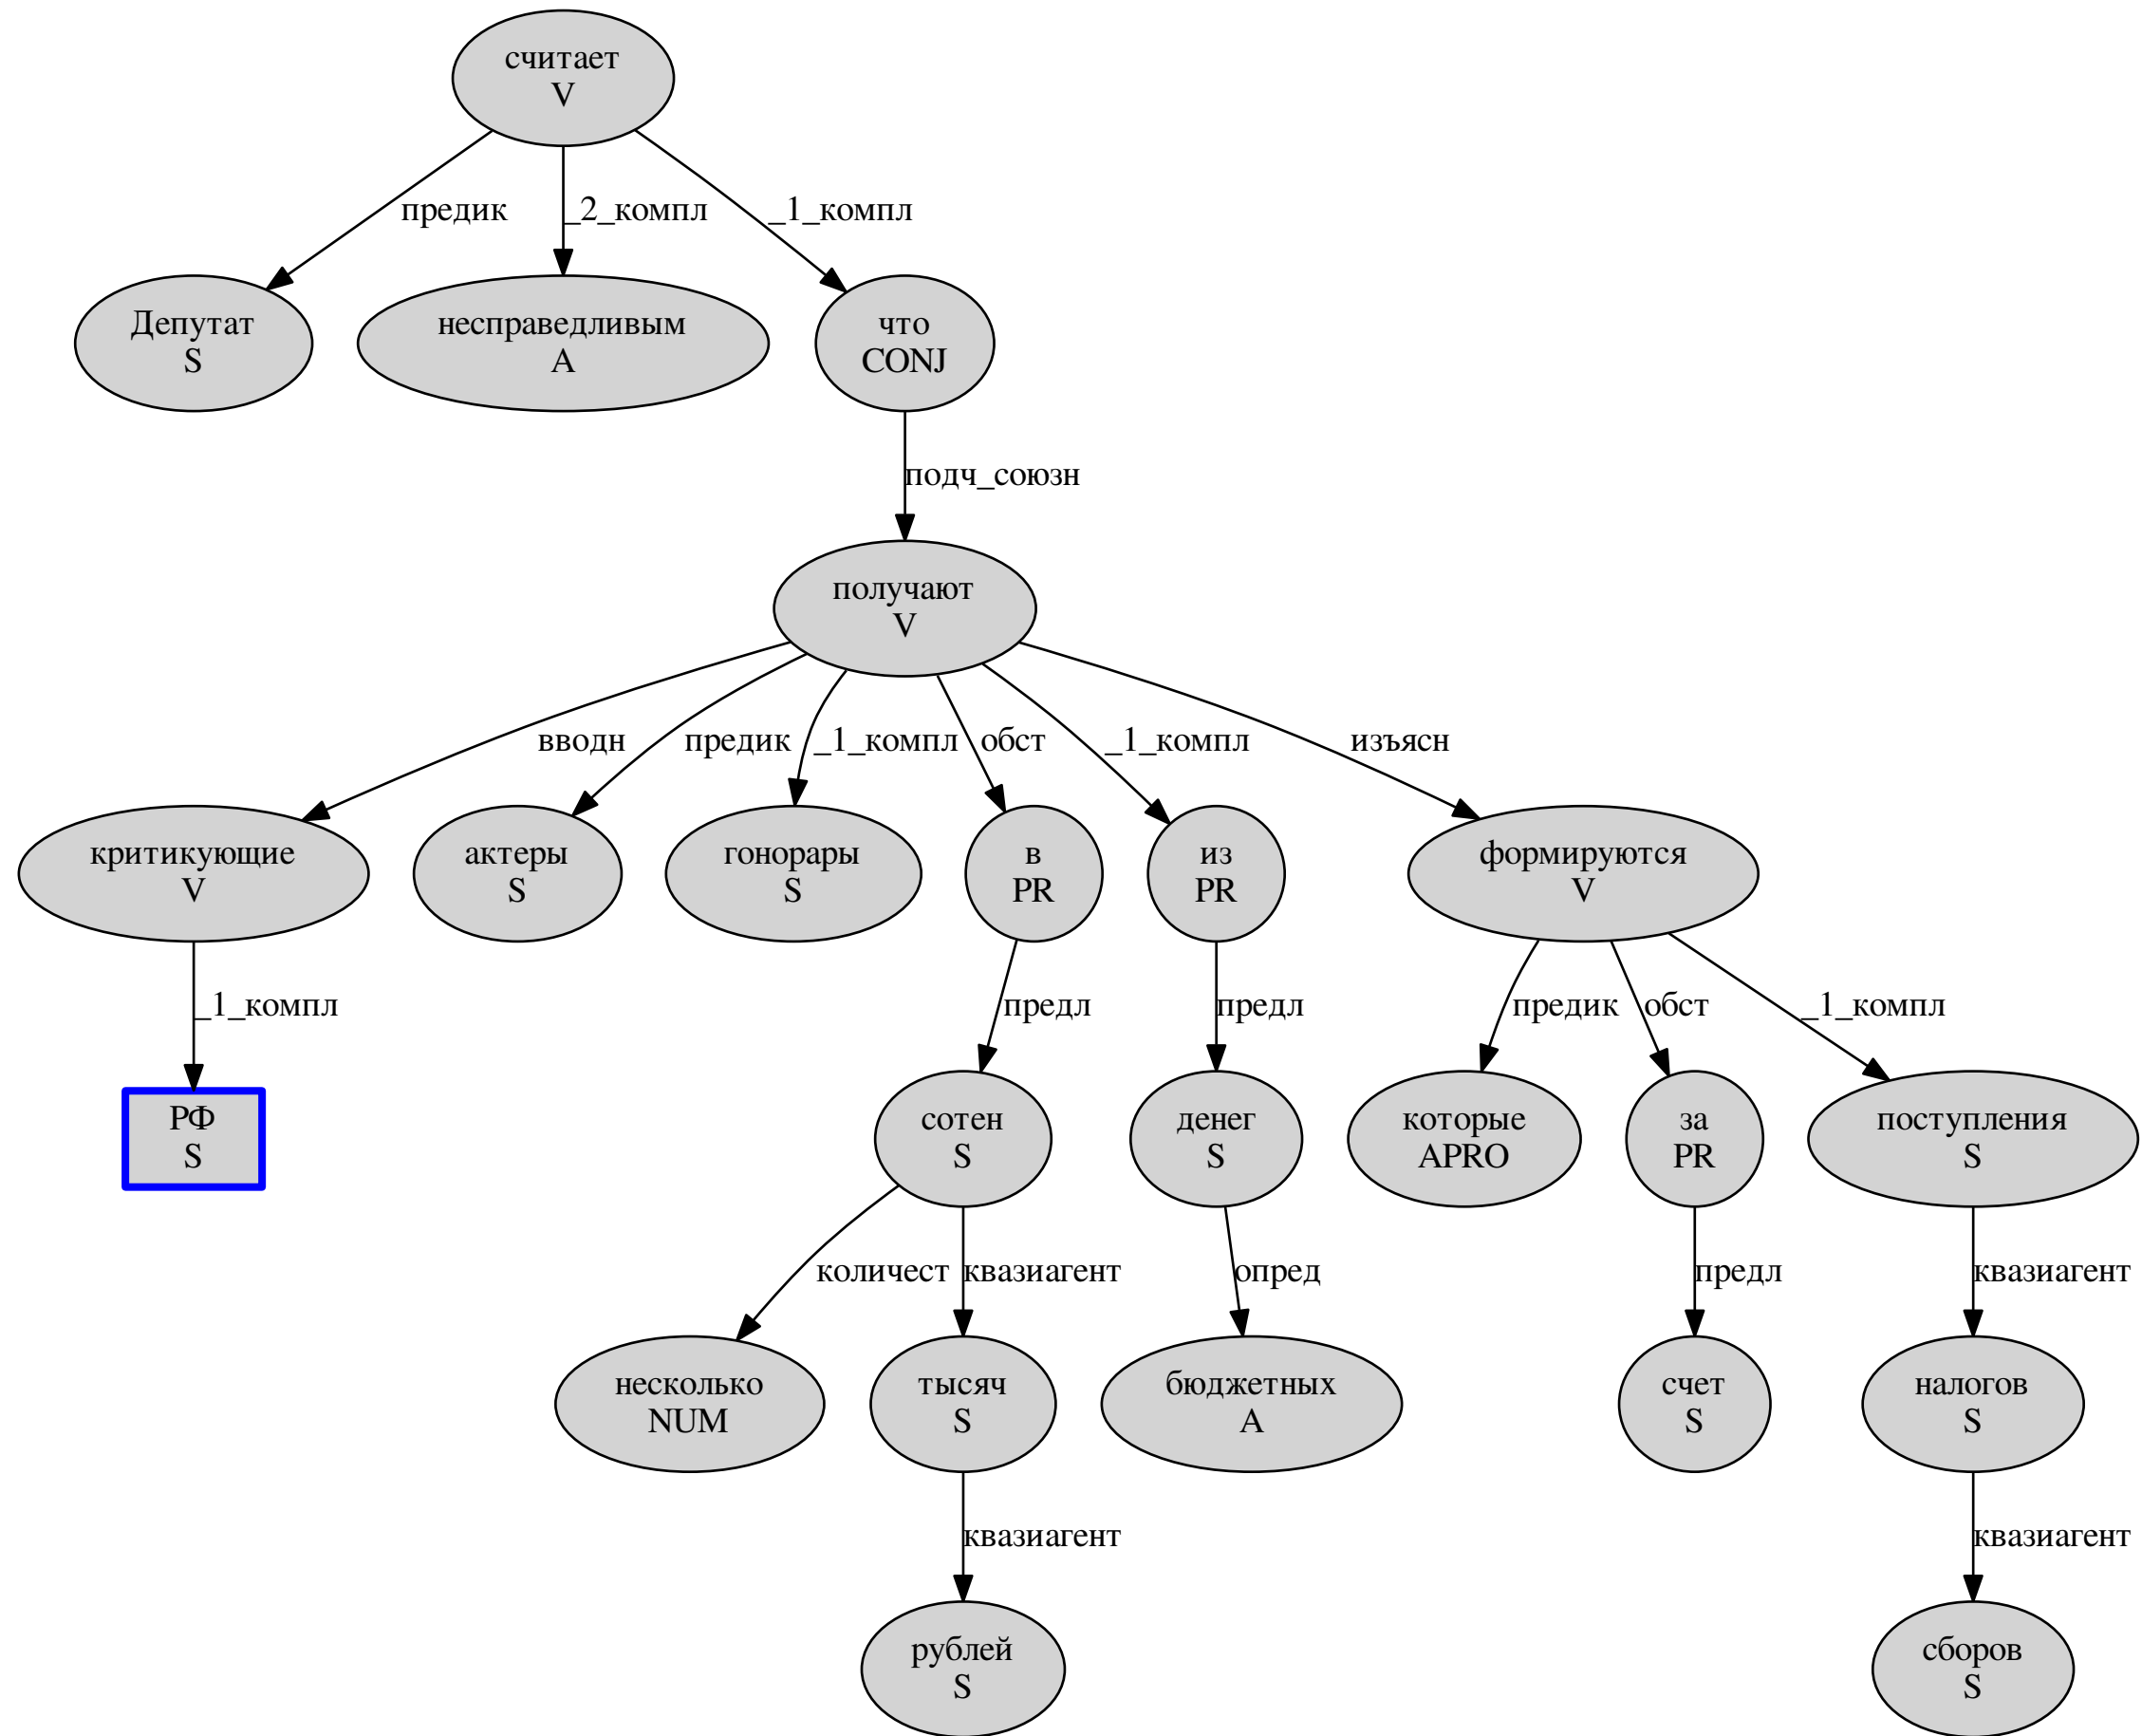 считает
V
предик
_2_компл
_1_компл
Депутат
S
несправедливым
A
что
CONJ
подч_союзн
получают
V
вводн
предик
_1_компл
обст
_1_компл
изъясн
критикующие
V
актеры
S
гонорары
S
в
PR
из
PR
формируются
V
_1_компл
предл
предл
предик
обст
_1_компл
РФ
S
сотен
S
денег
S
которые
APRO
за
PR
поступления
S
количест
квазиагент
опред
предл
квазиагент
несколько
NUM
тысяч
S
бюджетных
A
счет
S
налогов
S
квазиагент
квазиагент
рублей
S
сборов
S